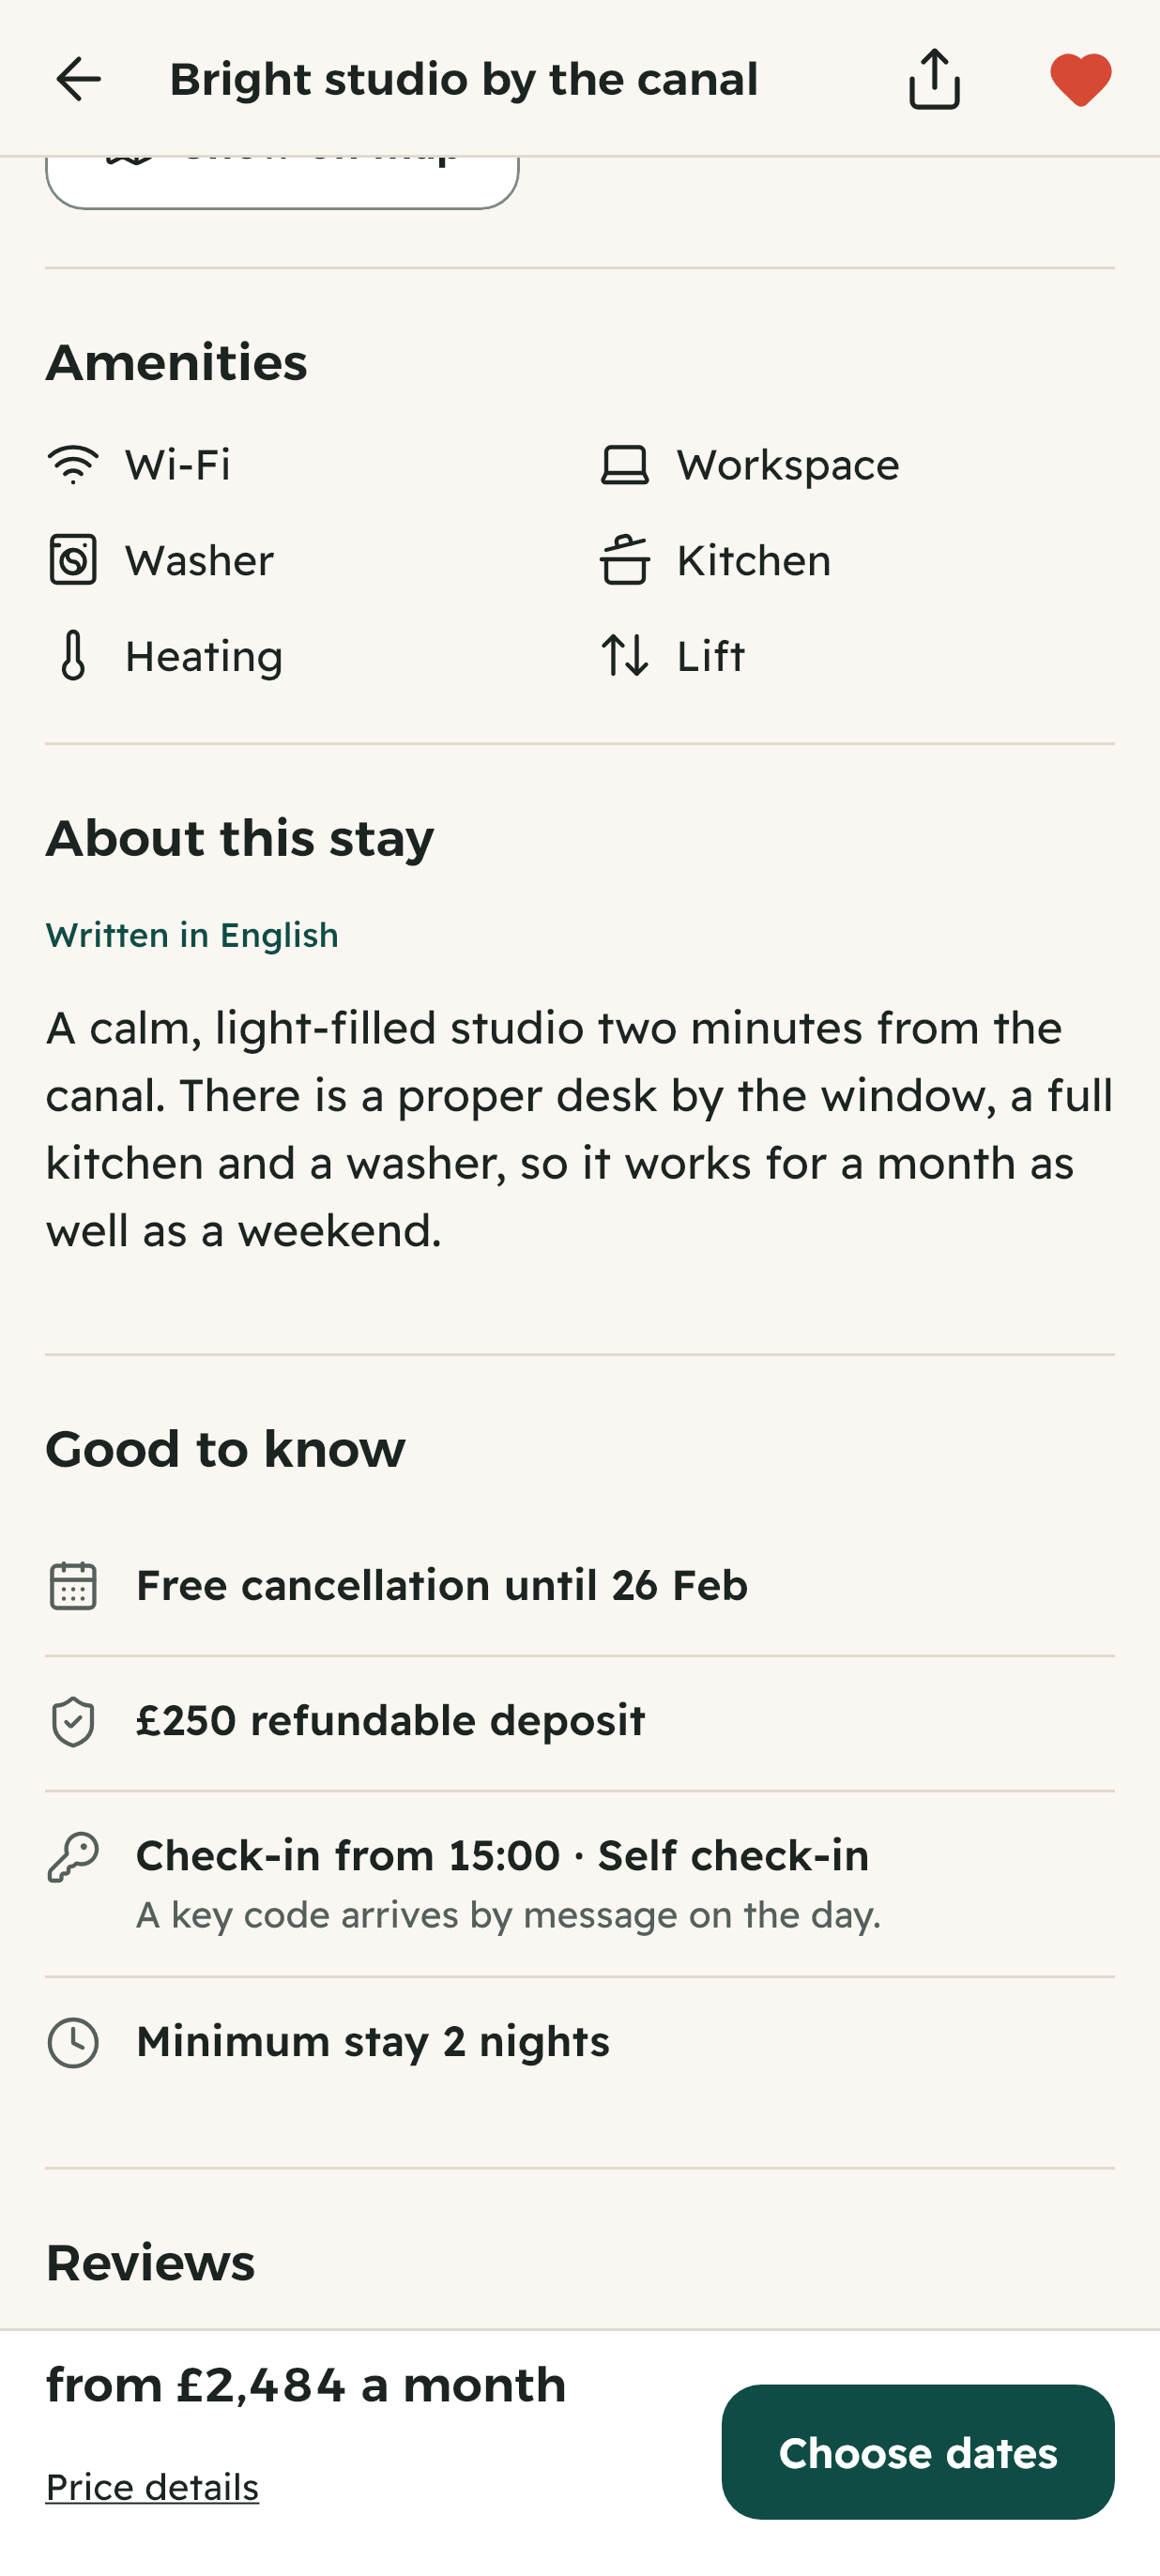 Bright studio by the canal
Amenities
Wi-Fi
Workspace
Washer
Kitchen
Heating
Lift
About this stay
Written in English
A calm, light-filled studio two minutes from the
canal. There is a proper desk by the window, a full
kitchen and a washer, so it works for a month as
well as a weekend.
Good to know
Free cancellation until 26 Feb
£250 refundable deposit
Check-in from 15:00 · Self check-in
A key code arrives by message on the day.
Minimum stay 2 nights
Reviews
from £2,484 a month
Choose dates
Price details